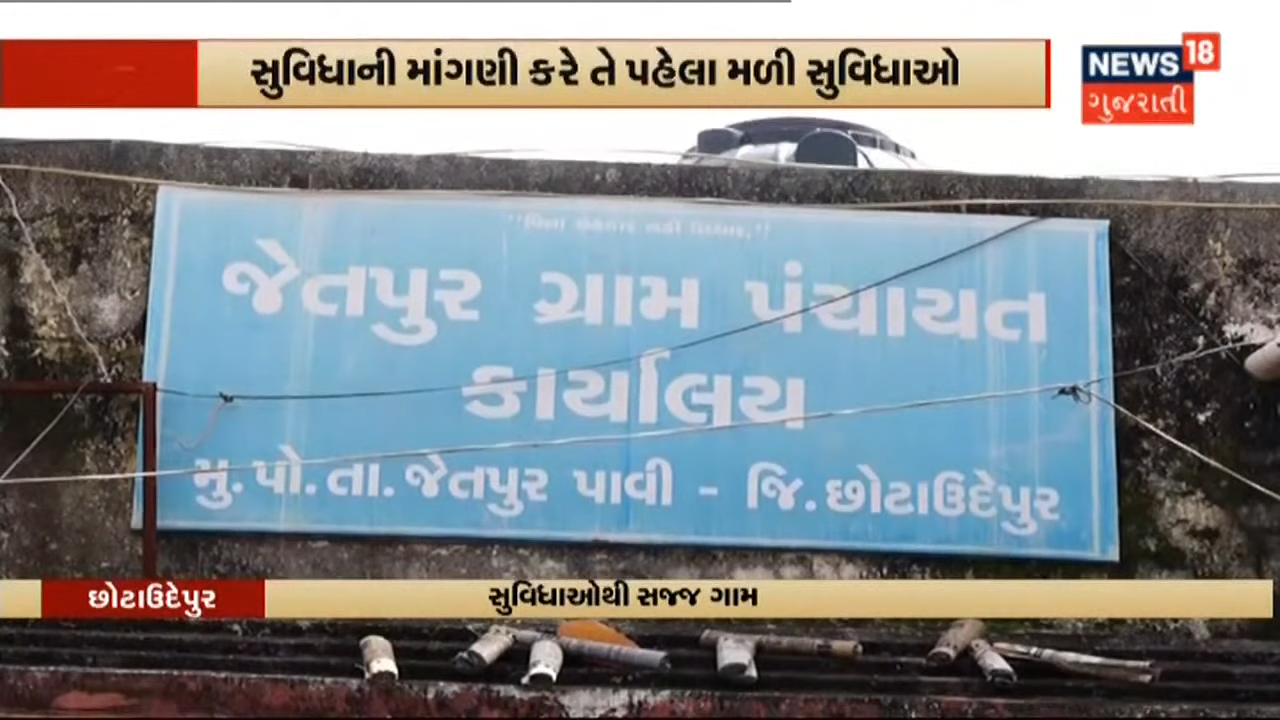 સુવિધાની માંગણી કરે તે પહેલા મળી સુવિધાઓ
NEWS 18
ગુજરાતી
જેતપુર ગ્રામ પંચાયત
કાર્યાલય
મુ.પો.તા.જેતપુર પાવી - જિ.છોટાઉદેપુર
છોટાઉદેપુર
સુવિધાઓથી સજ્જ ગામ